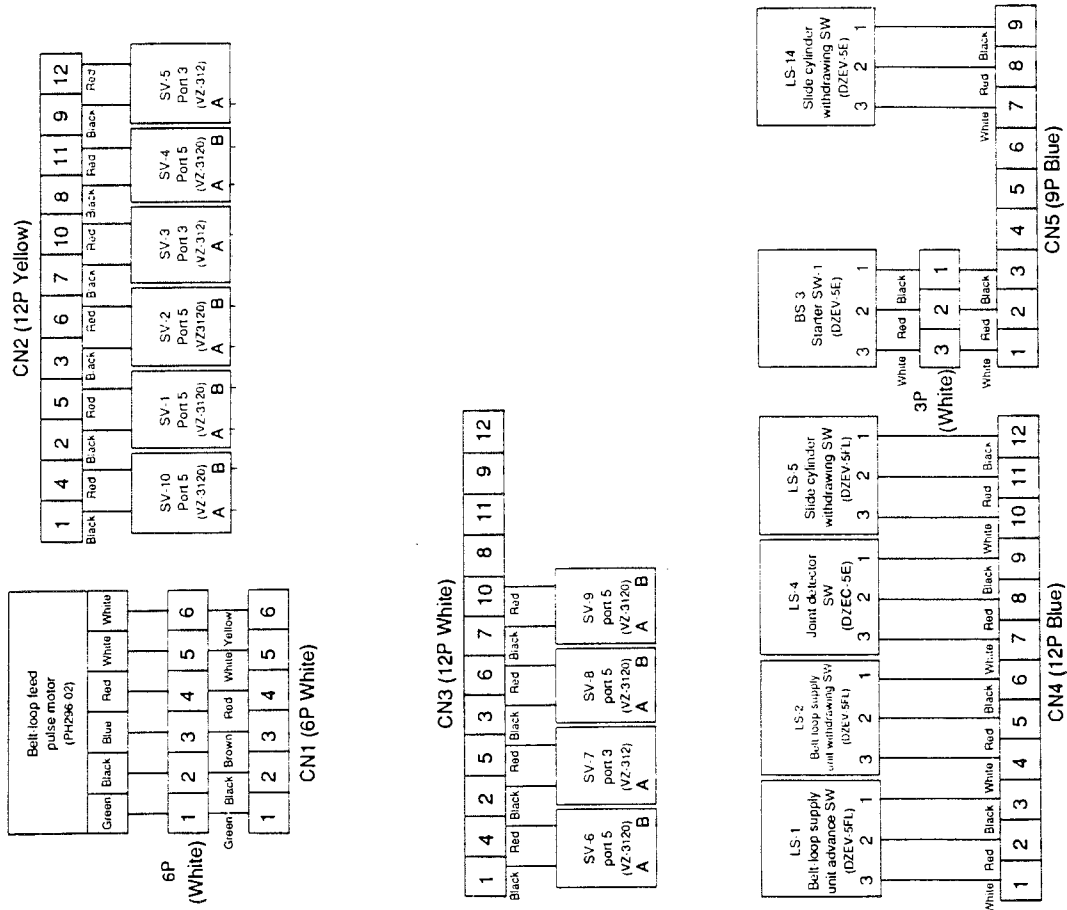 Belt-loop feed
pulse motor
(PH296-02)
Green Black Blue Red White White
1 2 3 4 5 6
6P
(White)
Green Black Brown Red White Yellow
1 2 3 4 5 6
CN1 (6P White)
CN2 (12P Yellow)
1 4 2 5 3 6 7 10 8 11 9 12
Black Red Black Red Black Red Black Red Black Red Black Red
SV-10
Port 5
(VZ-3120)
A B
SV-1
Port 5
(VZ-3120)
A B
SV-2
Port 5
(VZ3120)
A B
SV-3
Port 3
(VZ-312)
A
SV-4
Port 5
(VZ-3120)
A B
SV-5
Port 3
(VZ-312)
A
CN3 (12P White)
1 4 2 5 3 6 7 10 8 11 9 12
Black Red Black Red Black Red Black Red
SV-6
port 5
(VZ-3120)
A B
SV-7
port 3
(VZ-312)
A
SV-8
port 5
(VZ-3120)
A B
SV-9
port 5
(VZ-3120)
A B
LS-1
Belt-loop supply
unit advance SW
(DZEV-5FL)
3 2 1
LS-2
Belt loop supply
unit withdrawing SW
(DZEV-5FL)
3 2 1
LS-4
Joint detector
SW
(DZEC-5E)
3 2 1
LS-5
Slide cylinder
withdrawing SW
(DZEV-5FL)
3 2 1
White Red Black White Red Black White Red Black White Red Black
1 2 3 4 5 6 7 8 9 10 11 12
CN4 (12P Blue)
BS 3
Starter SW-1
(DZEV-5E)
3 2 1
White Red Black
3 2 1
3P
(White)
White Red Black
LS-14
Slide cylinder
withdrawing SW
(DZEV-5E)
3 2 1
White Red Black
1 2 3 4 5 6 7 8 9
CN5 (9P Blue)